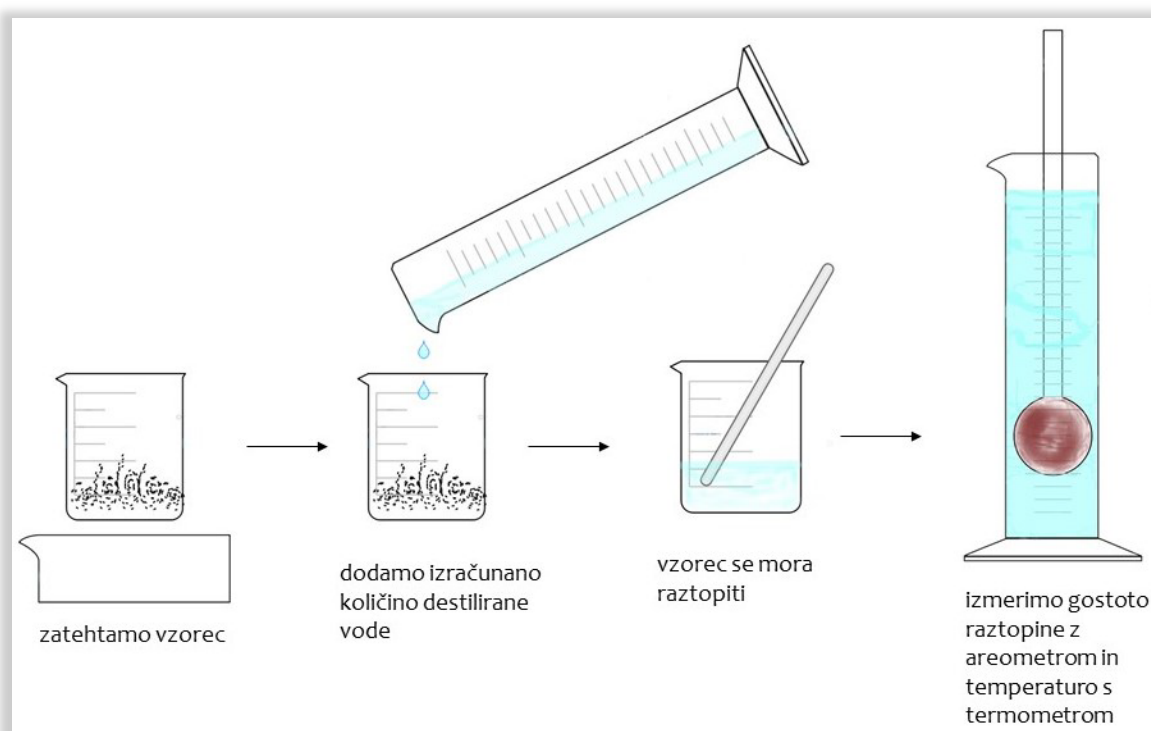 zatehtamo vzorec
dodamo izračunano
količino destilirane
vode
vzorec se mora
raztopiti
izmerimo gostoto
raztopine z
areometrom in
temperaturo s
termometrom